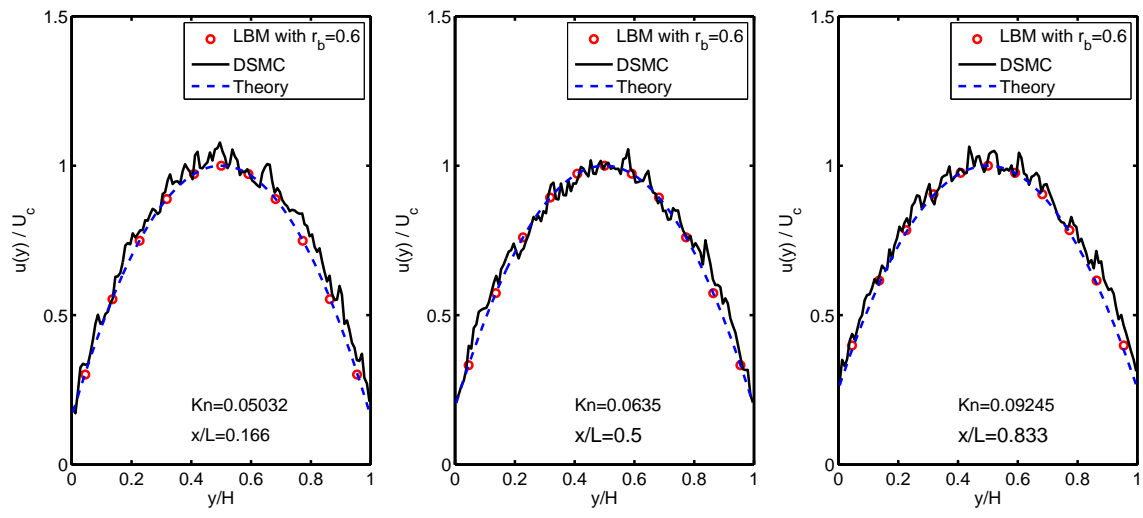 1.5
1
0.5
0
u(y) / U_c
LBM with r_b=0.6
DSMC
Theory
Kn=0.05032
x/L=0.166
0 0.2 0.4 0.6 0.8 1
y/H
1.5
1
0.5
0
u(y) / U_c
LBM with r_b=0.6
DSMC
Theory
Kn=0.0635
x/L=0.5
0 0.2 0.4 0.6 0.8 1
y/H
1.5
1
0.5
0
u(y) / U_c
LBM with r_b=0.6
DSMC
Theory
Kn=0.09245
x/L=0.833
0 0.2 0.4 0.6 0.8 1
y/H